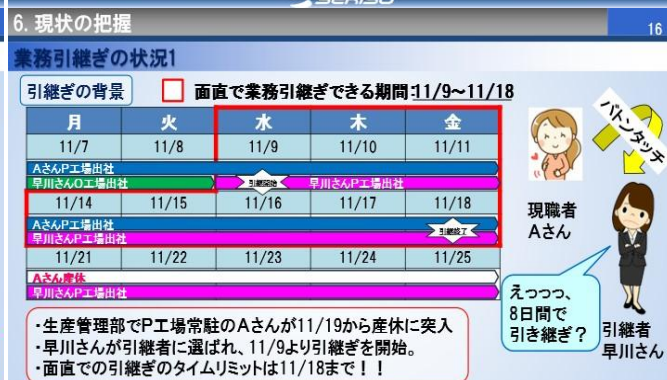 6. 現状の把握
16
業務引継ぎの状況1
引継ぎの背景
面直で業務引継ぎできる期間:11/9～11/18
月 火 水 木 金
11/7 11/8 11/9 11/10 11/11
AさんP工場出社
早川さんO工場出社 引継開始 早川さんP工場出社
11/14 11/15 11/16 11/17 11/18
AさんP工場出社
早川さんP工場出社 引継終了
11/21 11/22 11/23 11/24 11/25
Aさん産休
早川さんP工場出社
バトンタッチ
現職者
Aさん
えっっっ、
8日間で
引き継ぎ？
引継者
早川さん
・生産管理部でP工場常駐のAさんが11/19から産休に突入
・早川さんが引継者に選ばれ、11/9より引継ぎを開始。
・面直での引継ぎのタイムリミットは11/18まで！！